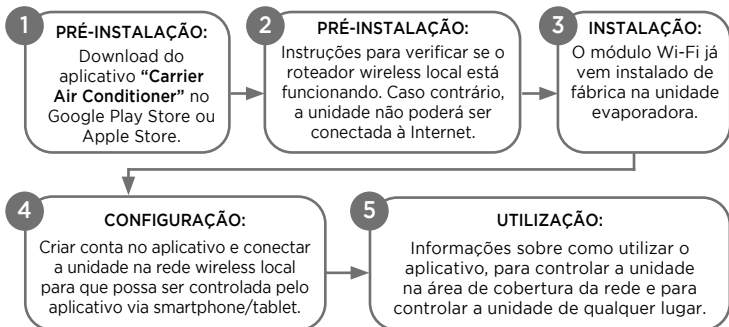 1
PRÉ-INSTALAÇÃO:
Download do
aplicativo “Carrier
Air Conditioner” no
Google Play Store ou
Apple Store.
2
PRÉ-INSTALAÇÃO:
Instruções para verificar se o
roteador wireless local está
funcionando. Caso contrário,
a unidade não poderá ser
conectada à Internet.
3
INSTALAÇÃO:
O módulo Wi-Fi já
vem instalado de
fábrica na unidade
evaporadora.
4
CONFIGURAÇÃO:
Criar conta no aplicativo e conectar
a unidade na rede wireless local
para que possa ser controlada pelo
aplicativo via smartphone/tablet.
5
UTILIZAÇÃO:
Informações sobre como utilizar o
aplicativo, para controlar a unidade
na área de cobertura da rede e para
controlar a unidade de qualquer lugar.